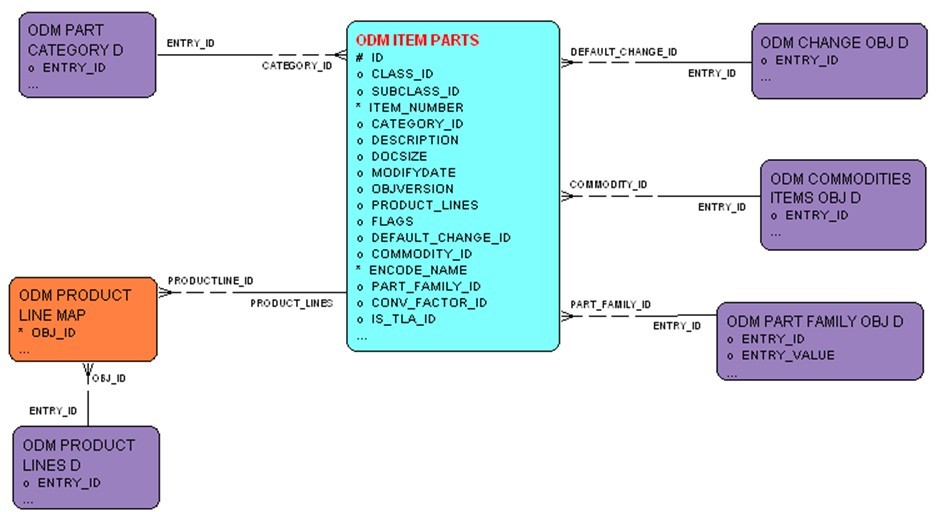 ODM PART
CATEGORY D
o ENTRY_ID
...
ENTRY_ID
CATEGORY_ID
ODM ITEM PARTS
# ID
o CLASS_ID
o SUBCLASS_ID
* ITEM_NUMBER
o CATEGORY_ID
o DESCRIPTION
o DOCSIZE
o MODIFYDATE
o OBJVERSION
o PRODUCT_LINES
o FLAGS
o DEFAULT_CHANGE_ID
o COMMODITY_ID
* ENCODE_NAME
o PART_FAMILY_ID
o CONV_FACTOR_ID
o IS_TLA_ID
...
DEFAULT_CHANGE_ID
ENTRY_ID
ODM CHANGE OBJ D
o ENTRY_ID
...
COMMODITY_ID
ENTRY_ID
ODM COMMODITIES
ITEMS OBJ D
o ENTRY_ID
...
PART_FAMILY_ID
ENTRY_ID
ODM PART FAMILY OBJ D
o ENTRY_ID
o ENTRY_VALUE
...
PRODUCTLINE_ID
PRODUCT_LINES
ODM PRODUCT
LINE MAP
* OBJ_ID
...
OBJ_ID
ENTRY_ID
ODM PRODUCT
LINES D
o ENTRY_ID
...